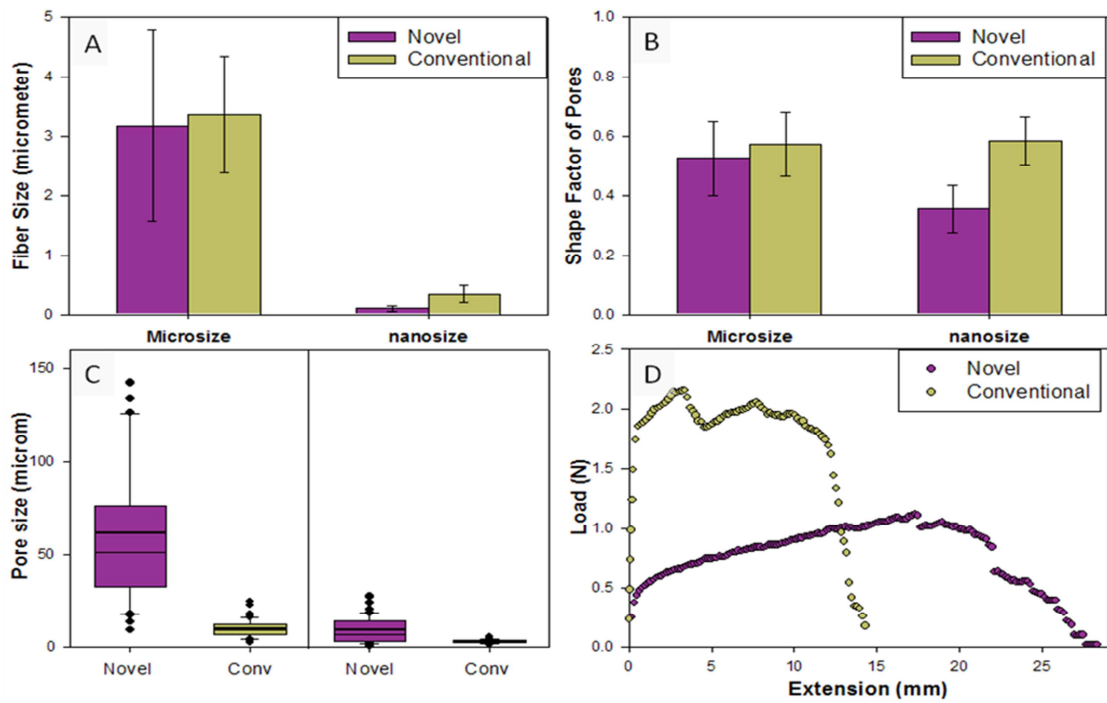 A
Novel
Conventional
Fiber Size (micrometer)
5
4
3
2
1
0
Microsize
nanosize
B
Novel
Conventional
Shape Factor of Pores
1.0
0.8
0.6
0.4
0.2
0.0
Microsize
nanosize
C
Pore size (microm)
150
100
50
0
Novel
Conv
Novel
Conv
D
Novel
Conventional
Load (N)
2.5
2.0
1.5
1.0
0.5
0.0
0
5
10
15
20
25
Extension (mm)